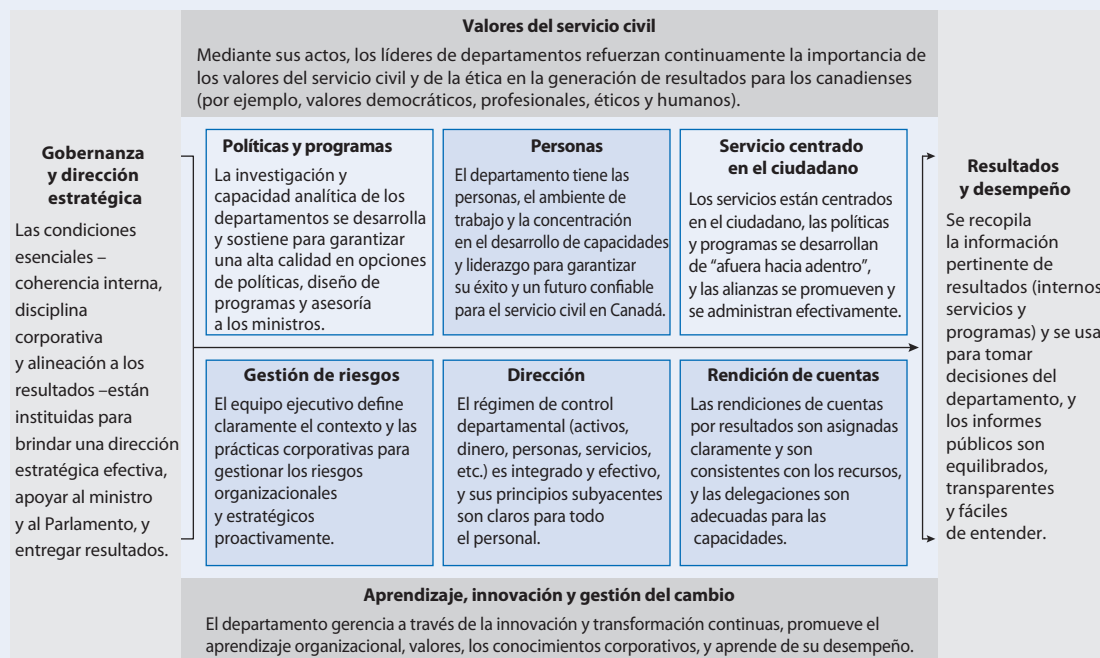 Valores del servicio civil
Mediante sus actos, los líderes de departamentos refuerzan continuamente la importancia de
los valores del servicio civil y de la ética en la generación de resultados para los canadienses
(por ejemplo, valores democráticos, profesionales, éticos y humanos).
Gobernanza
y dirección
estratégica
Las condiciones
esenciales –
coherencia interna,
disciplina
corporativa
y alineación a los
resultados –están
instituidas para
brindar una dirección
estratégica efectiva,
apoyar al ministro
y al Parlamento, y
entregar resultados.
Políticas y programas
La investigación y
capacidad analítica de los
departamentos se desarrolla
y sostiene para garantizar
una alta calidad en opciones
de políticas, diseño de
programas y asesoría
a los ministros.
Personas
El departamento tiene las
personas, el ambiente de
trabajo y la concentración
en el desarrollo de capacidades
y liderazgo para garantizar
su éxito y un futuro confiable
para el servicio civil en Canadá.
Servicio centrado
en el ciudadano
Los servicios están centrados
en el ciudadano, las políticas
y programas se desarrollan
de “afuera hacia adentro”,
y las alianzas se promueven y
se administran efectivamente.
Gestión de riesgos
El equipo ejecutivo define
claramente el contexto y las
prácticas corporativas para
gestionar los riesgos
organizacionales
y estratégicos
proactivamente.
Dirección
El régimen de control
departamental (activos,
dinero, personas, servicios,
etc.) es integrado y efectivo,
y sus principios subyacentes
son claros para todo
el personal.
Rendición de cuentas
Las rendiciones de cuentas
por resultados son asignadas
claramente y son
consistentes con los recursos,
y las delegaciones son
adecuadas para las
capacidades.
Resultados
y desempeño
Se recopila
la información
pertinente de
resultados (internos
servicios y
programas) y se usa
para tomar
decisiones del
departamento, y
los informes
públicos son
equilibrados,
transparentes
y fáciles
de entender.
Aprendizaje, innovación y gestión del cambio
El departamento gerencia a través de la innovación y transformación continuas, promueve el
aprendizaje organizacional, valores, los conocimientos corporativos, y aprende de su desempeño.